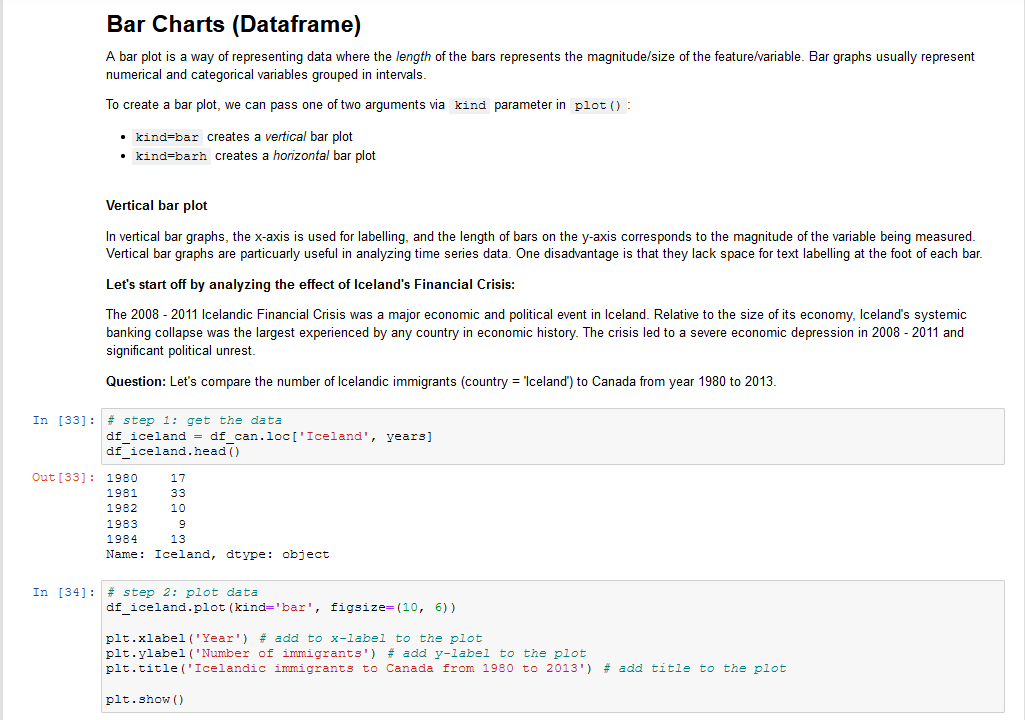 Bar Charts (Dataframe)
A bar plot is a way of representing data where the length of the bars represents the magnitude/size of the feature/variable. Bar graphs usually represent
numerical and categorical variables grouped in intervals.
To create a bar plot, we can pass one of two arguments via kind parameter in plot() :
• kind=bar creates a vertical bar plot
• kind=barh creates a horizontal bar plot
Vertical bar plot
In vertical bar graphs, the x-axis is used for labelling, and the length of bars on the y-axis corresponds to the magnitude of the variable being measured.
Vertical bar graphs are particuarly useful in analyzing time series data. One disadvantage is that they lack space for text labelling at the foot of each bar.
Let's start off by analyzing the effect of Iceland's Financial Crisis:
The 2008 - 2011 Icelandic Financial Crisis was a major economic and political event in Iceland. Relative to the size of its economy, Iceland's systemic
banking collapse was the largest experienced by any country in economic history. The crisis led to a severe economic depression in 2008 - 2011 and
significant political unrest.
Question: Let's compare the number of Icelandic immigrants (country = 'Iceland') to Canada from year 1980 to 2013.
In [33]: # step 1: get the data
df_iceland = df_can.loc['Iceland', years]
df_iceland.head()
Out[33]: 1980 17
1981 33
1982 10
1983 9
1984 13
Name: Iceland, dtype: object
In [34]: # step 2: plot data
df_iceland.plot(kind='bar', figsize=(10, 6))
plt.xlabel('Year') # add to x-label to the plot
plt.ylabel('Number of immigrants') # add y-label to the plot
plt.title('Icelandic immigrants to Canada from 1980 to 2013') # add title to the plot
plt.show()